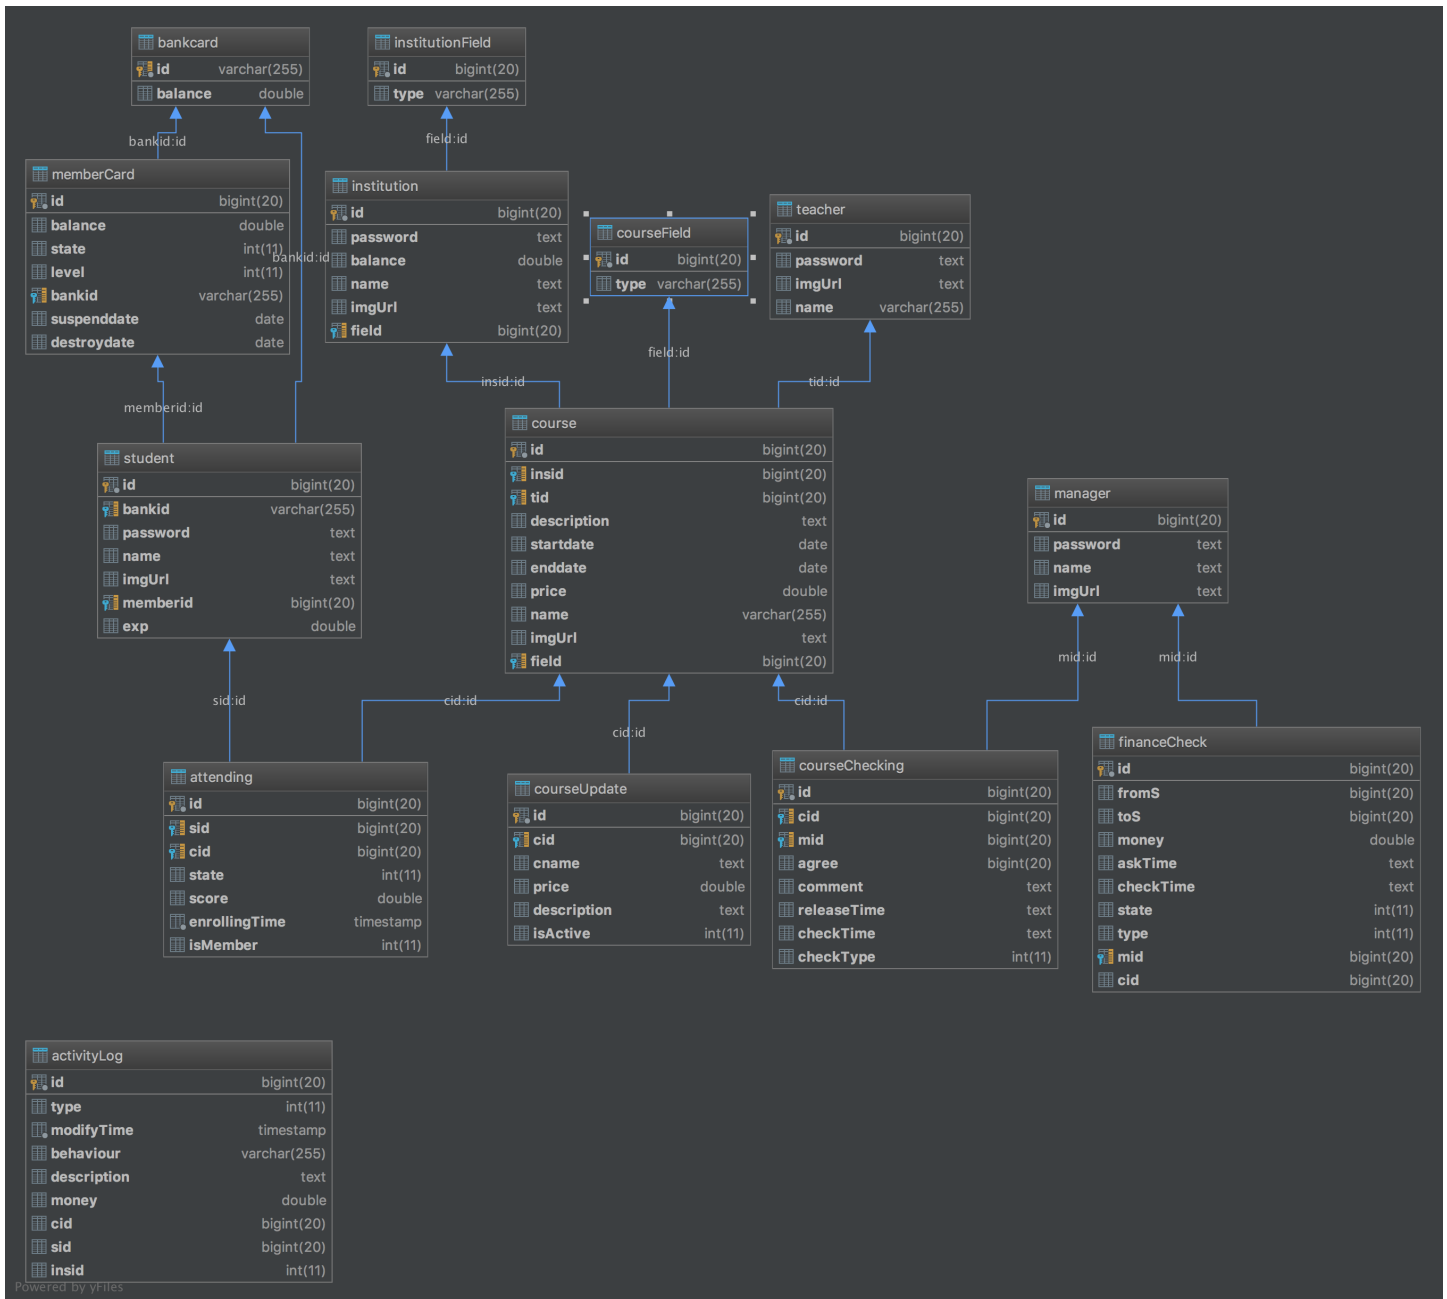 bankcard
id varchar(255)
balance double
institutionField
id bigint(20)
type varchar(255)
bankid:id
field:id
memberCard
id bigint(20)
balance double
state int(11)
level int(11)
bankid varchar(255)
suspenddate date
destroydate date
bankid:id
institution
id bigint(20)
password text
balance double
name text
imgUrl text
field bigint(20)
courseField
id bigint(20)
type varchar(255)
teacher
id bigint(20)
password text
imgUrl text
name varchar(255)
memberid:id
insid:id
field:id
tid:id
student
id bigint(20)
bankid varchar(255)
password text
name text
imgUrl text
memberid bigint(20)
exp double
course
id bigint(20)
insid bigint(20)
tid bigint(20)
description text
startdate date
enddate date
price double
name varchar(255)
imgUrl text
field bigint(20)
manager
id bigint(20)
password text
name text
imgUrl text
sid:id
cid:id
cid:id
cid:id
mid:id
mid:id
attending
id bigint(20)
sid bigint(20)
cid bigint(20)
state int(11)
score double
enrollingTime timestamp
isMember int(11)
courseUpdate
id bigint(20)
cid bigint(20)
cname text
price double
description text
isActive int(11)
courseChecking
id bigint(20)
cid bigint(20)
mid bigint(20)
agree bigint(20)
comment text
releaseTime text
checkTime text
checkType int(11)
financeCheck
id bigint(20)
fromS bigint(20)
toS bigint(20)
money double
askTime text
checkTime text
state int(11)
type int(11)
mid bigint(20)
cid bigint(20)
activityLog
id bigint(20)
type int(11)
modifyTime timestamp
behaviour varchar(255)
description text
money double
cid bigint(20)
sid bigint(20)
insid int(11)
Powered by yFiles